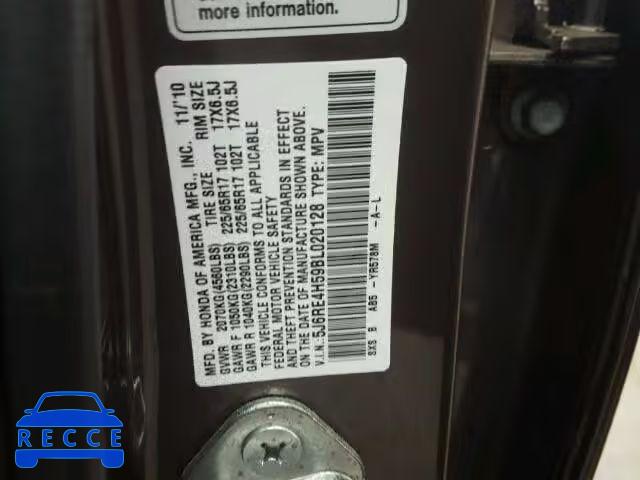 more information.
MFD. BY HONDA OF AMERICA MFG., INC. 11/'10
GVWR 2070KG(4560LBS) TIRE SIZE RIM SIZE
GAWR F 1050KG(2310LBS) 225/65R17 102T 17X6.5J
GAWR R 1040KG(2290LBS) 225/65R17 102T 17X6.5J
THIS VEHICLE CONFORMS TO ALL APPLICABLE
FEDERAL MOTOR VEHICLE SAFETY
AND THEFT PREVENTION STANDARDS IN EFFECT
ON THE DATE OF MANUFACTURE SHOWN ABOVE.
V.I.N.: 5J6RE4H59BL020128 TYPE: MPV
SXS B AB5 -YR578M -A-L
RECCE